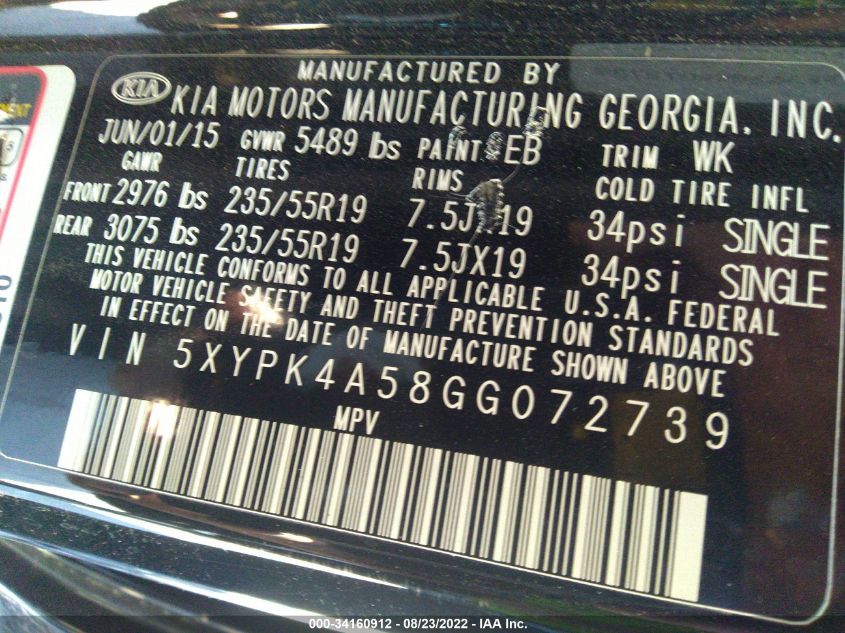 MANUFACTURED BY
KIA KIA MOTORS MANUFACTURING GEORGIA, INC.
JUN/01/15 GVWR 5489 lbs PAINT EB TRIM WK
GAWR TIRES RIMS COLD TIRE INFL
FRONT 2976 lbs 235/55R19 7.5JX19 34psi SINGLE
REAR 3075 lbs 235/55R19 7.5JX19 34psi SINGLE
THIS VEHICLE CONFORMS TO ALL APPLICABLE U.S.A. FEDERAL
MOTOR VEHICLE SAFETY AND THEFT PREVENTION STANDARDS
IN EFFECT ON THE DATE OF MANUFACTURE SHOWN ABOVE
VIN 5XYPK4A58GG072739
MPV
000-34160912 - 08/23/2022 - IAA Inc.